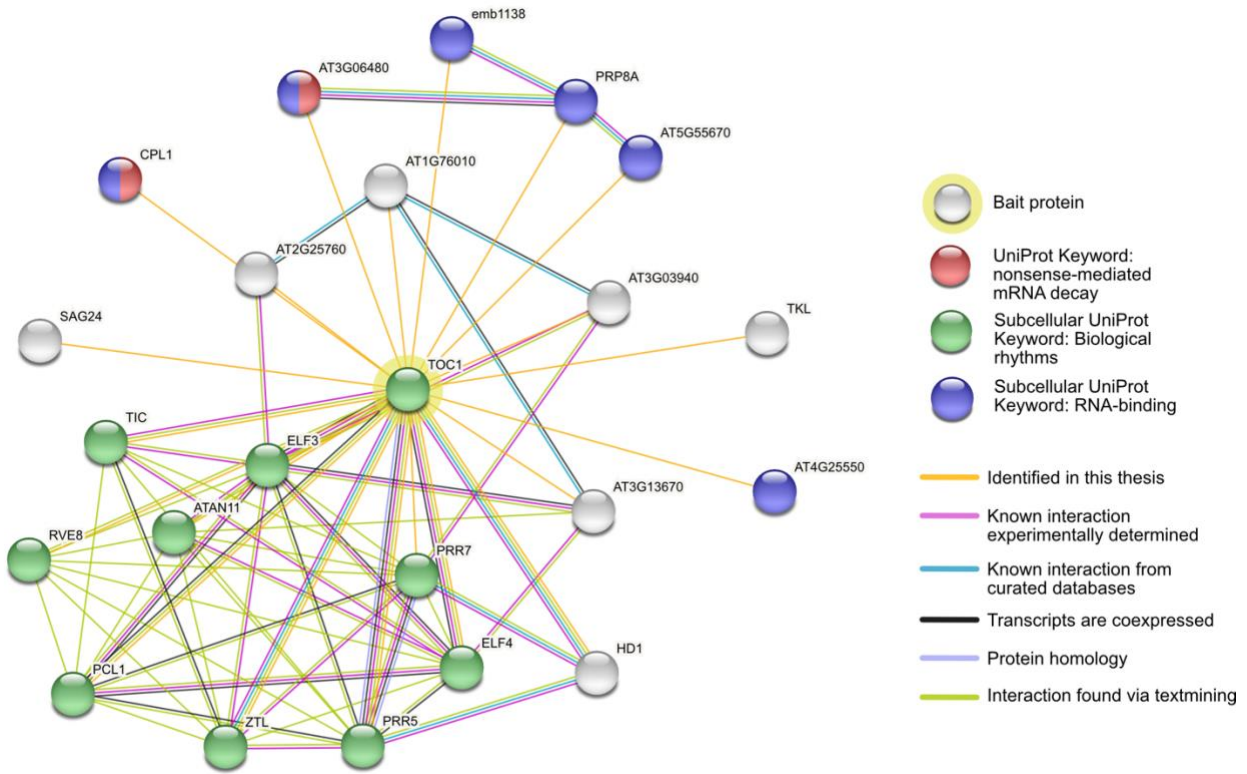 emb1138
AT3G06480
PRP8A
AT5G55670
CPL1
AT1G76010
AT2G25760
AT3G03940
SAG24
TKL
TOC1
TIC
ELF3
AT4G25550
AT3G13670
ATAN11
RVE8
PRR7
ELF4
HD1
PCL1
ZTL
PRR5
Bait protein
UniProt Keyword:
nonsense-mediated
mRNA decay
Subcellular UniProt
Keyword: Biological
rhythms
Subcellular UniProt
Keyword: RNA-binding
Identified in this thesis
Known interaction
experimentally determined
Known interaction from
curated databases
Transcripts are coexpressed
Protein homology
Interaction found via textmining